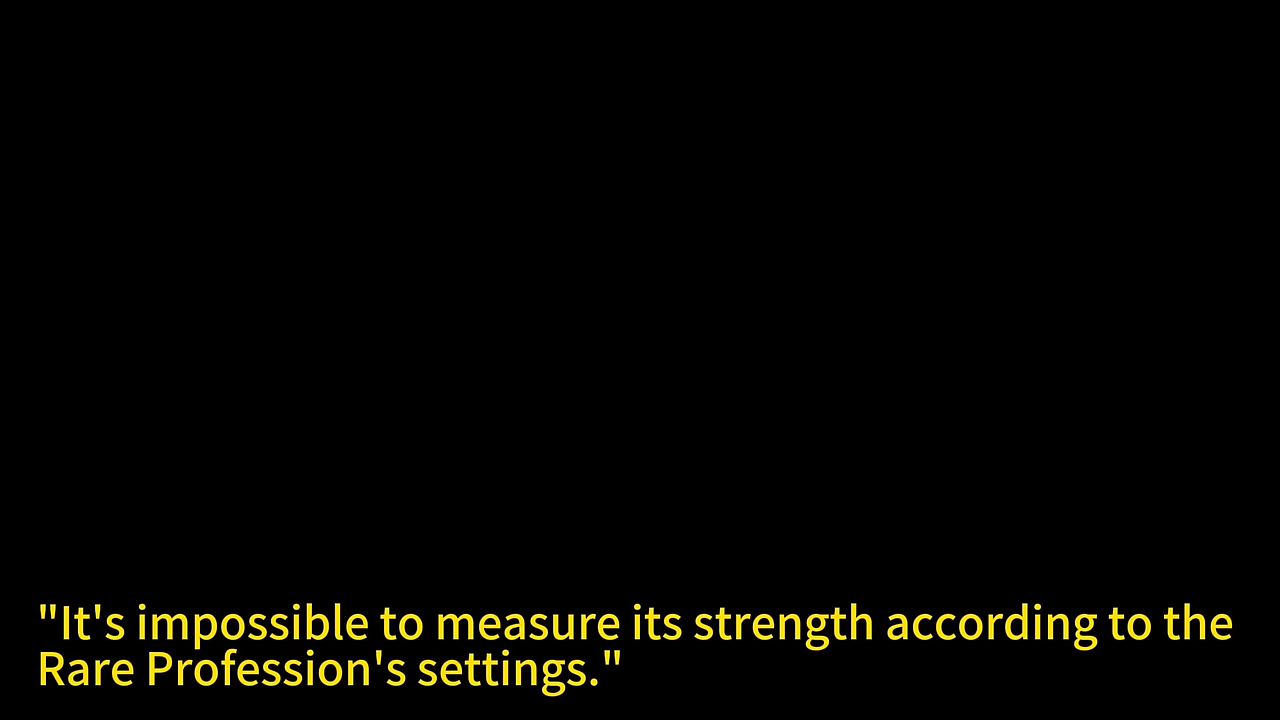 "It's impossible to measure its strength according to the
Rare Profession's settings."